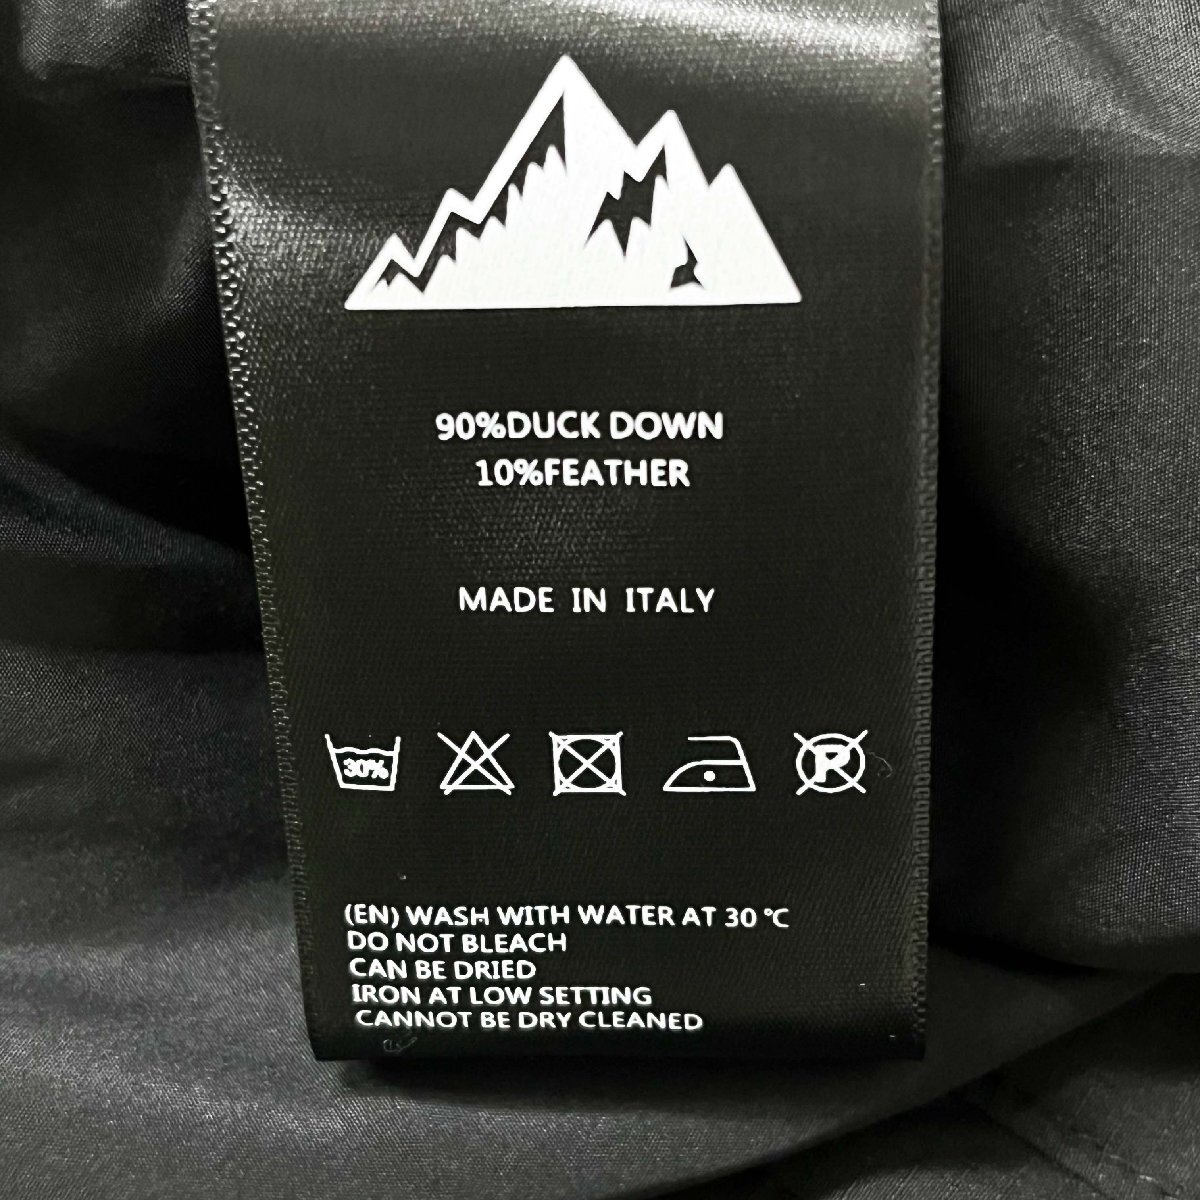 90%DUCK DOWN
10%FEATHER
MADE IN ITALY
30% P
(EN) WASH WITH WATER AT 30 ℃
DO NOT BLEACH
CAN BE DRIED
IRON AT LOW SETTING
CANNOT BE DRY CLEANED